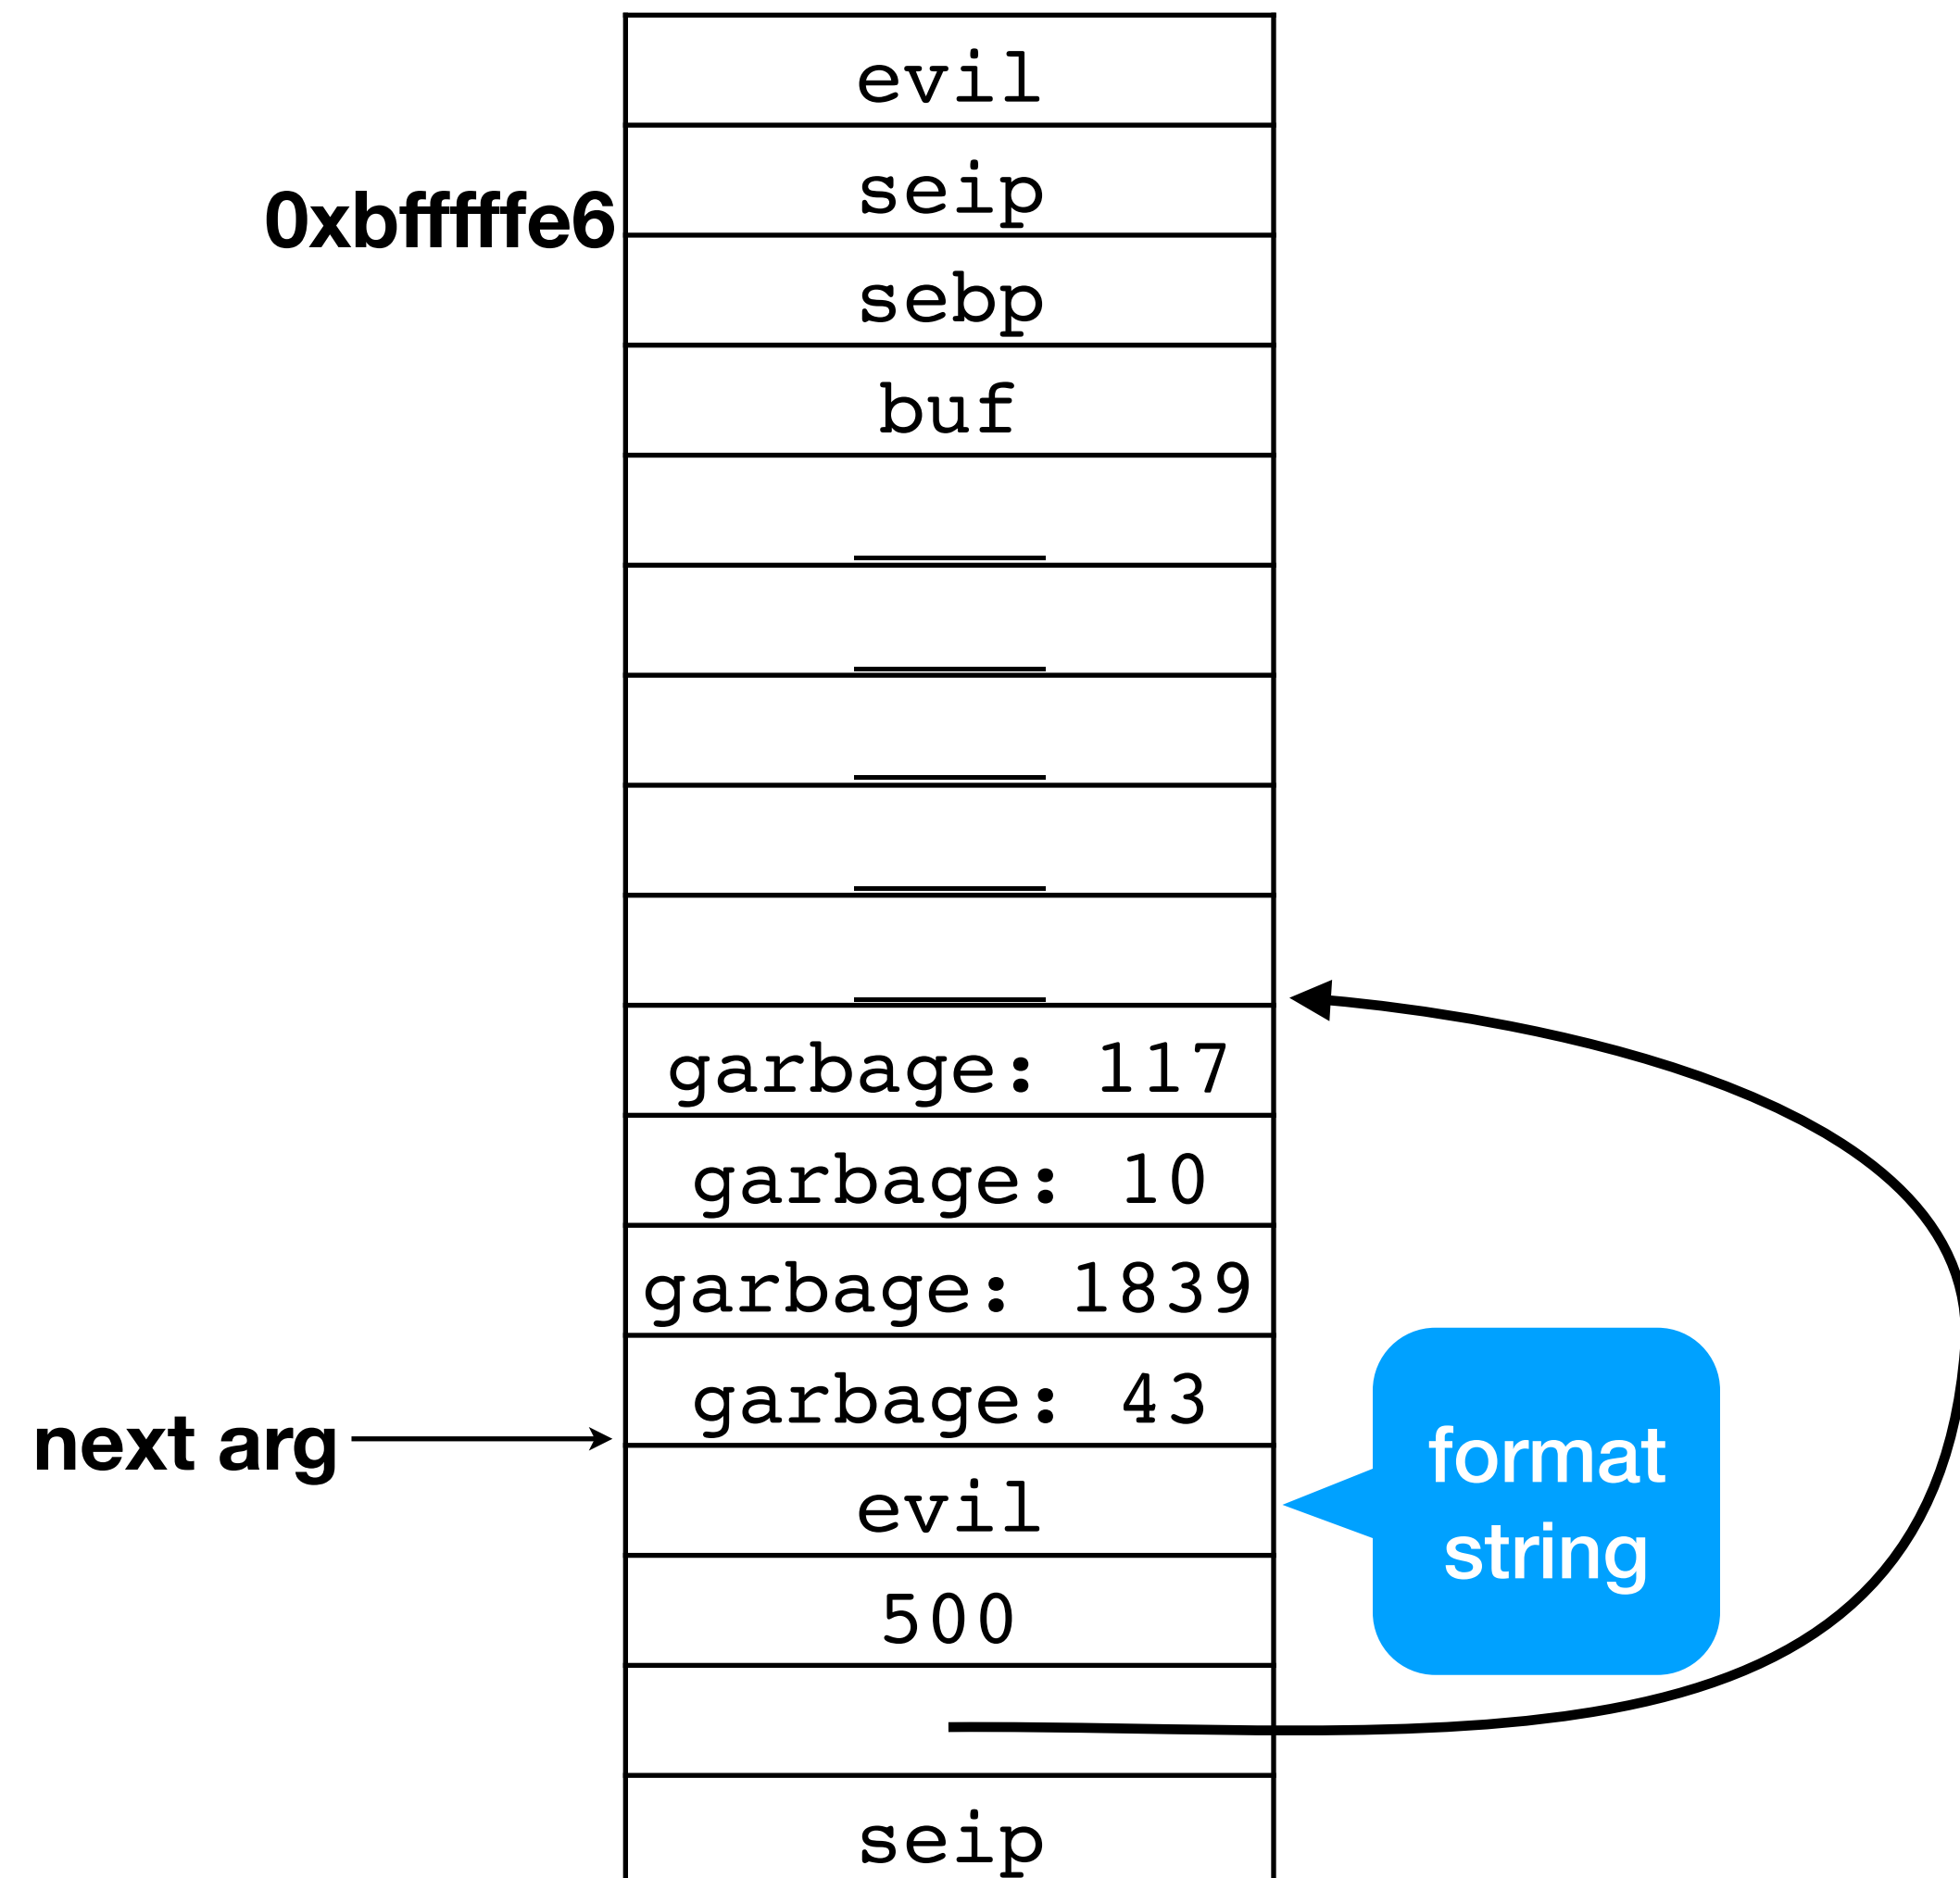 evil
seip
0xbfffffe6
sebp
buf
garbage: 117
garbage: 10
garbage: 1839
garbage: 43
next arg
evil
format
string
500
seip